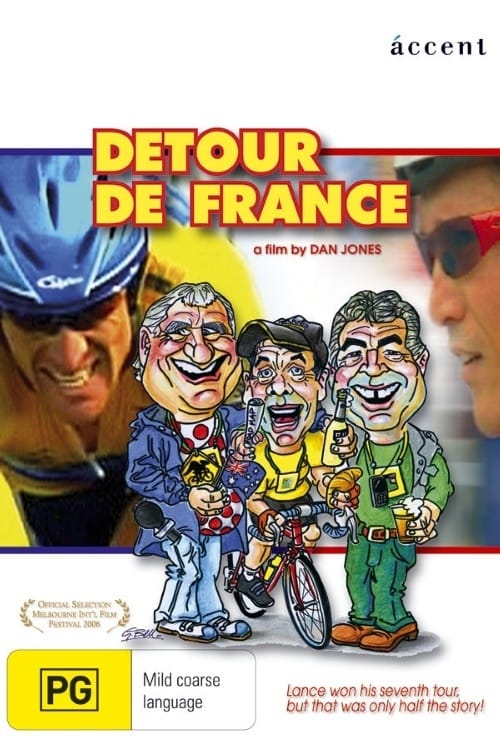 áccent
DETOUR
DE FRANCE
a film by DAN JONES
OFFICIAL SELECTION
MELBOURNE INT'L FILM
FESTIVAL 2006
PG
Mild coarse
language
Lance won his seventh tour,
but that was only half the story!